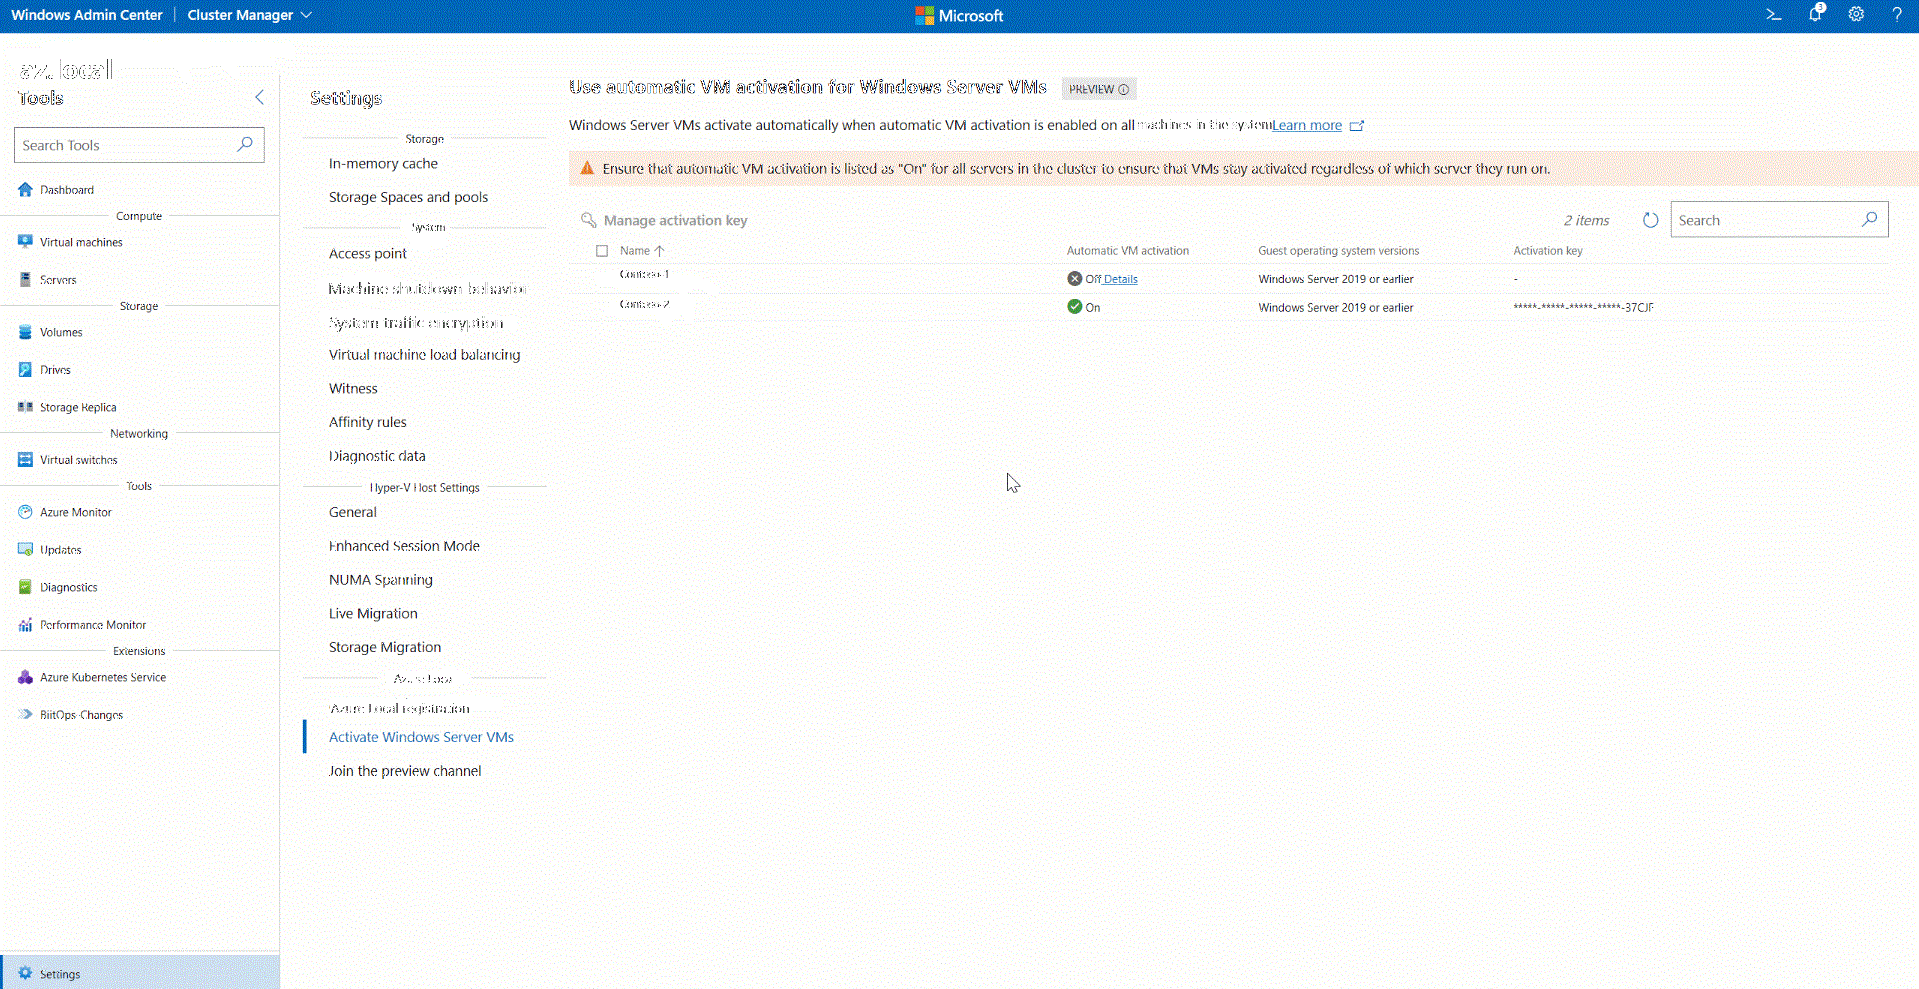 Windows Admin Center
Cluster Manager
Microsoft
3
?
az.local
Tools
Search Tools
Dashboard
Compute
Virtual machines
Servers
Storage
Volumes
Drives
Storage Replica
Networking
Virtual switches
Tools
Azure Monitor
Updates
Diagnostics
Performance Monitor
Extensions
Azure Kubernetes Service
BiitOps-Changes
Settings
Settings
Storage
In-memory cache
Storage Spaces and pools
System
Access point
Machine shutdown behavior
System traffic encryption
Virtual machine load balancing
Witness
Affinity rules
Diagnostic data
Hyper-V Host Settings
General
Enhanced Session Mode
NUMA Spanning
Live Migration
Storage Migration
Azure Local
Azure Local registration
Activate Windows Server VMs
Join the preview channel
Use automatic VM activation for Windows Server VMs PREVIEW
Windows Server VMs activate automatically when automatic VM activation is enabled on all machines in the system Learn more
Ensure that automatic VM activation is listed as "On" for all servers in the cluster to ensure that VMs stay activated regardless of which server they run on.
Manage activation key
2 items
Search
Name Automatic VM activation Guest operating system versions Activation key
Contoso-1 Off Details Windows Server 2019 or earlier -
Contoso-2 On Windows Server 2019 or earlier *****-*****-*****-*****-37CJF